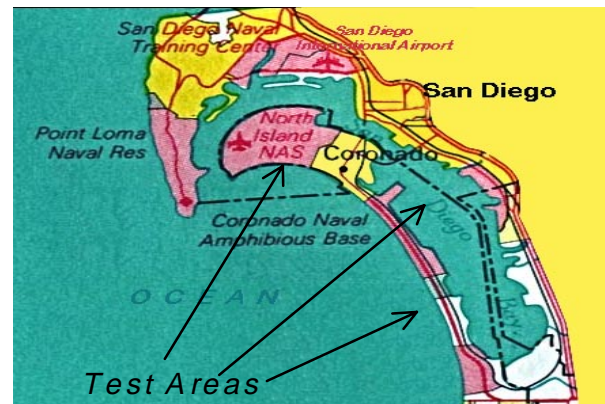 San Diego Naval
Training Center
San Diego
International Airport
San Diego
Point Loma
Naval Res
North
Island
NAS
Coronado
San Diego Bay
Coronado Naval
Amphibious Base
OCEAN
Test Areas